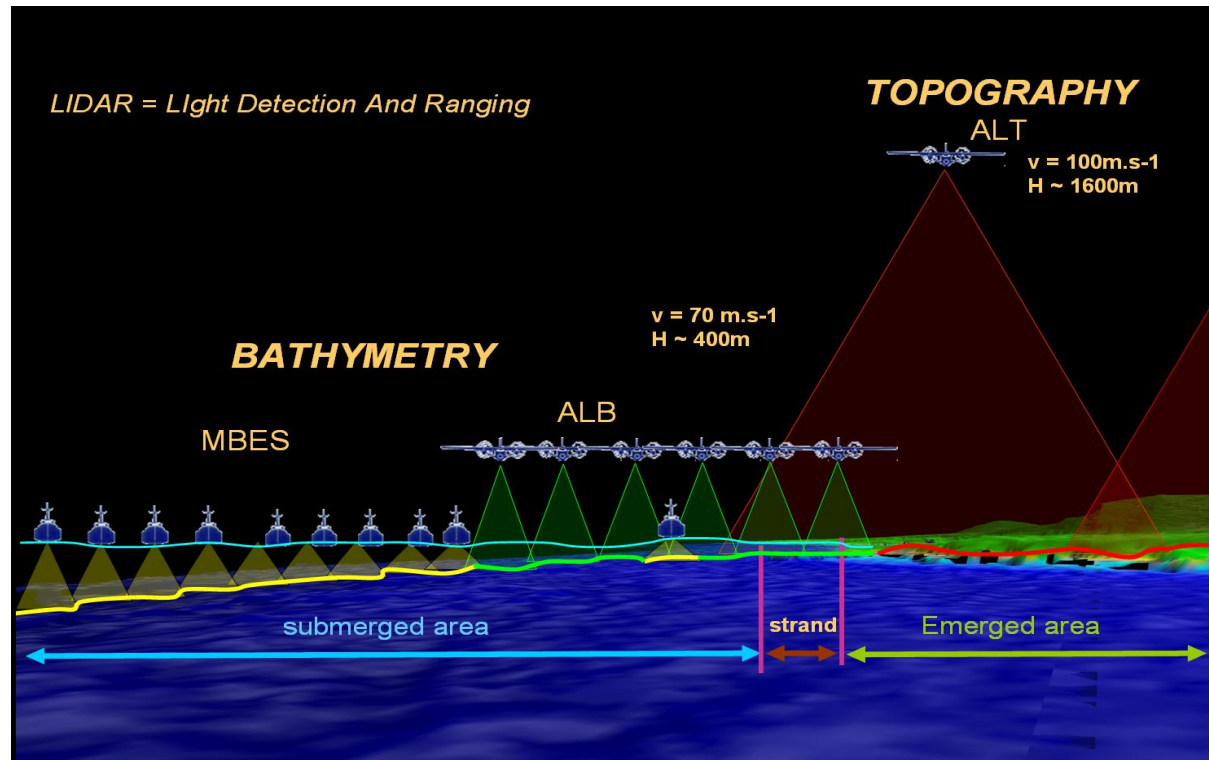 LIDAR = LIght Detection And Ranging
TOPOGRAPHY
ALT
v = 100m.s-1
H ~ 1600m
v = 70 m.s-1
H ~ 400m
BATHYMETRY
ALB
MBES
submerged area
strand
Emerged area